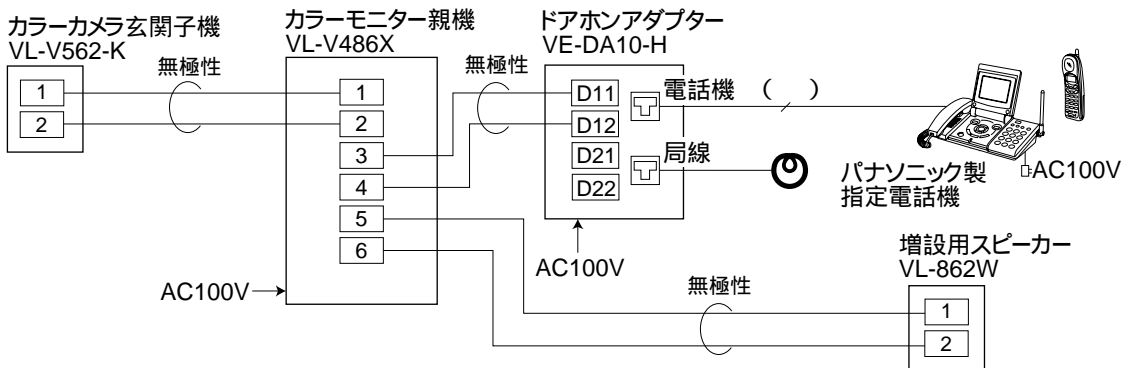 カラーカメラ玄関子機
VL-V562-K
無極性
1
2
カラーモニター親機
VL-V486X
1
2
3
4
5
6
AC100V
無極性
ドアホンアダプター
VE-DA10-H
D11
D12
D21
D22
電話機 ( )
局線
AC100V
パナソニック製
指定電話機
AC100V
無極性
増設用スピーカー
VL-862W
1
2